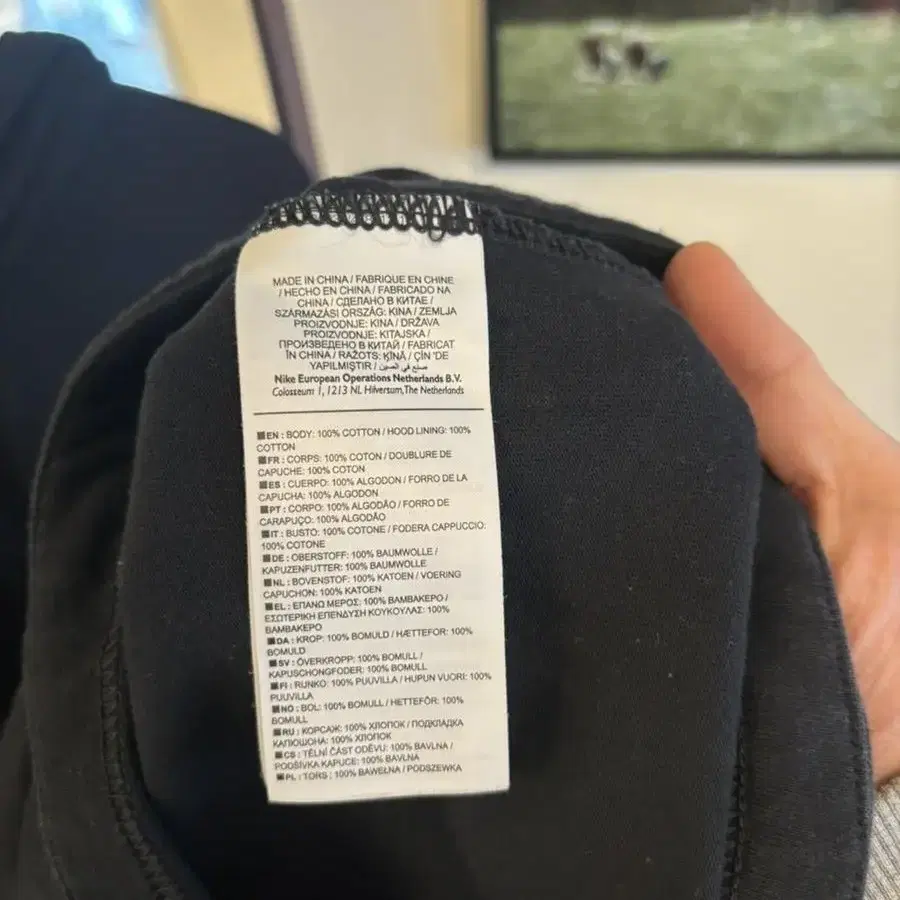 MADE IN CHINA / FABRIQUE EN CHINE
/ HECHO EN CHINA / FABRICADO NA
CHINA / СДЕЛАНО В КИТАЕ /
SZÁRMAZÁSI ORSZÁG: KINA / ZEMLJA
PROIZVODNJE: KINA / DRŽAVA
PROIZVODNJE: KITAJSKA /
ПРОИЗВЕДЕНО В КИТАЙ / FABRICAT
ÎN CHINA / RAŽOTS: ĶĪNĀ / ÇİN 'DE
YAPILMIŞTIR / صنع في الصين
Nike European Operations Netherlands B.V.
Colosseum 1, 1213 NL Hilversum, The Netherlands
EN : BODY: 100% COTTON / HOOD LINING: 100%
COTTON
FR : CORPS: 100% COTON / DOUBLURE DE
CAPUCHE: 100% COTON
ES : CUERPO: 100% ALGODON / FORRO DE LA
CAPUCHA: 100% ALGODON
PT : CORPO: 100% ALGODÃO / FORRO DE
CARAPUÇO: 100% ALGODÃO
IT : BUSTO: 100% COTONE / FODERA CAPPUCCIO:
100% COTONE
DE : OBERSTOFF: 100% BAUMWOLLE /
KAPUZENFUTTER: 100% BAUMWOLLE
NL : BOVENSTOF: 100% KATOEN / VOERING
CAPUCHON: 100% KATOEN
EL : ΕΠΑΝΩ ΜΕΡΟΣ: 100% ΒΑΜΒΑΚΕΡΟ /
ΕΣΩΤΕΡΙΚΗ ΕΠΕΝΔΥΣΗ ΚΟΥΚΟΥΛΑΣ: 100%
ΒΑΜΒΑΚΕΡΟ
DA : KROP: 100% BOMULD / HÆTTEFOR: 100%
BOMULD
SV : ÖVERKROPP: 100% BOMULL /
KAPUSCHONGFODER: 100% BOMULL
FI : RUNKO: 100% PUUVILLA / HUPUN VUORI: 100%
PUUVILLA
NO : BOL: 100% BOMULL / HETTEFÔR: 100%
BOMULL
RU : КОРСАЖ: 100% ХЛОПОК / ПОДКЛАДКА
КАПЮШОНА: 100% ХЛОПОК
CS : TĚLNÍ ČÁST ODĚVU: 100% BAVLNA /
PODŠÍVKA KAPUCE: 100% BAVLNA
PL : TORS : 100% BAWEŁNA / PODSZEWKA